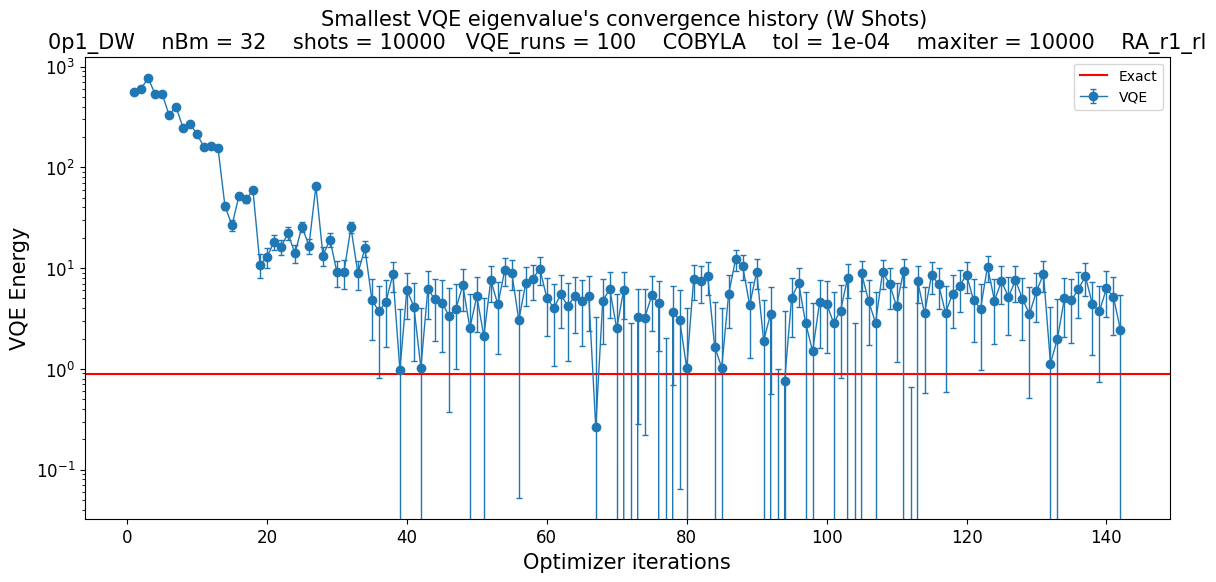 Smallest VQE eigenvalue's convergence history (W Shots)
0p1_DW    nBm = 32    shots = 10000   VQE_runs = 100    COBYLA    tol = 1e-04    maxiter = 10000    RA_r1_rl
10³
10²
10¹
10⁰
10⁻¹
VQE Energy
Exact
VQE
0 20 40 60 80 100 120 140
Optimizer iterations